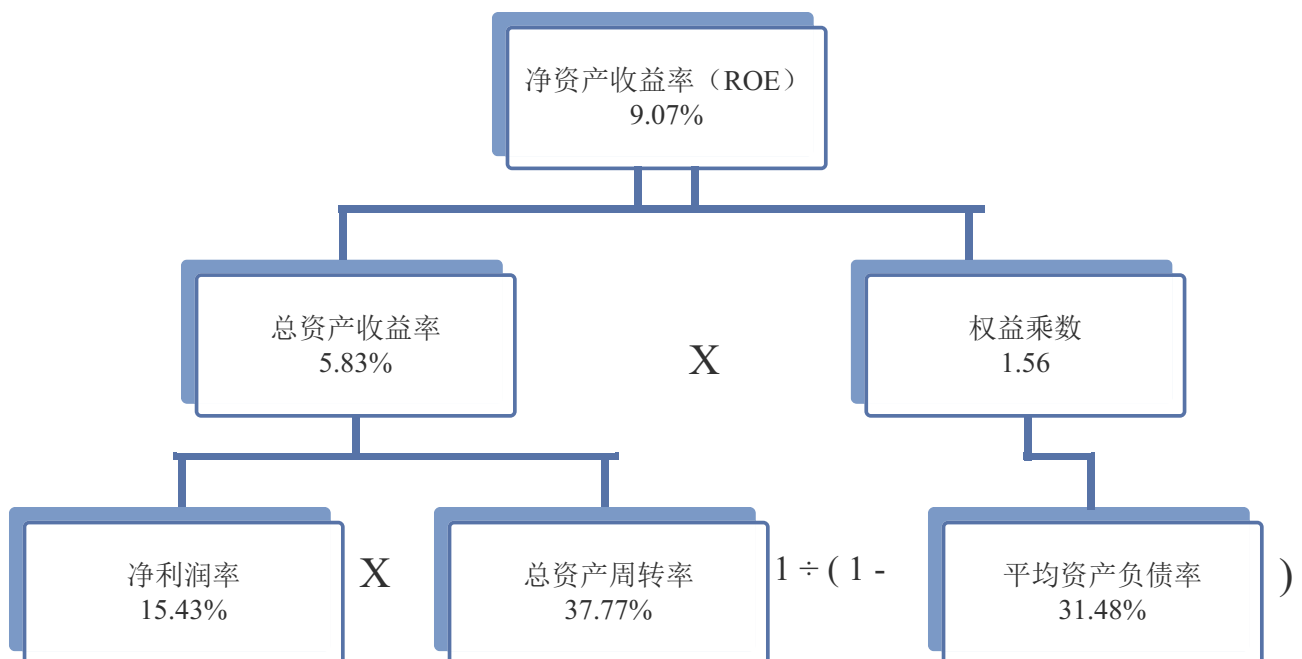 净资产收益率（ROE）
9.07%
总资产收益率
5.83%
X
权益乘数
1.56
净利润率
15.43%
X
总资产周转率
37.77%
1 ÷ ( 1 -
平均资产负债率
31.48%
)